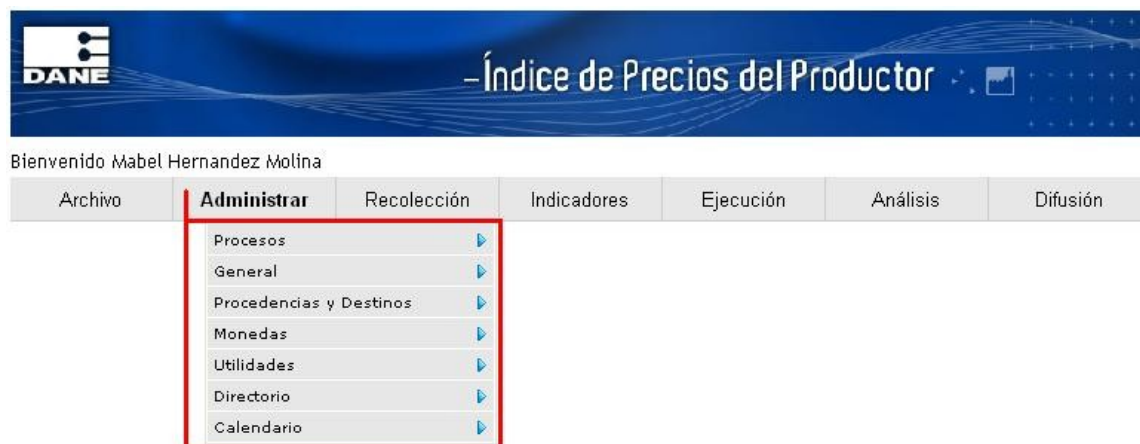 DANE
–Índice de Precios del Productor
Bienvenido Mabel Hernandez Molina
Archivo Administrar Recolección Indicadores Ejecución Análisis Difusión
Procesos
General
Procedencias y Destinos
Monedas
Utilidades
Directorio
Calendario